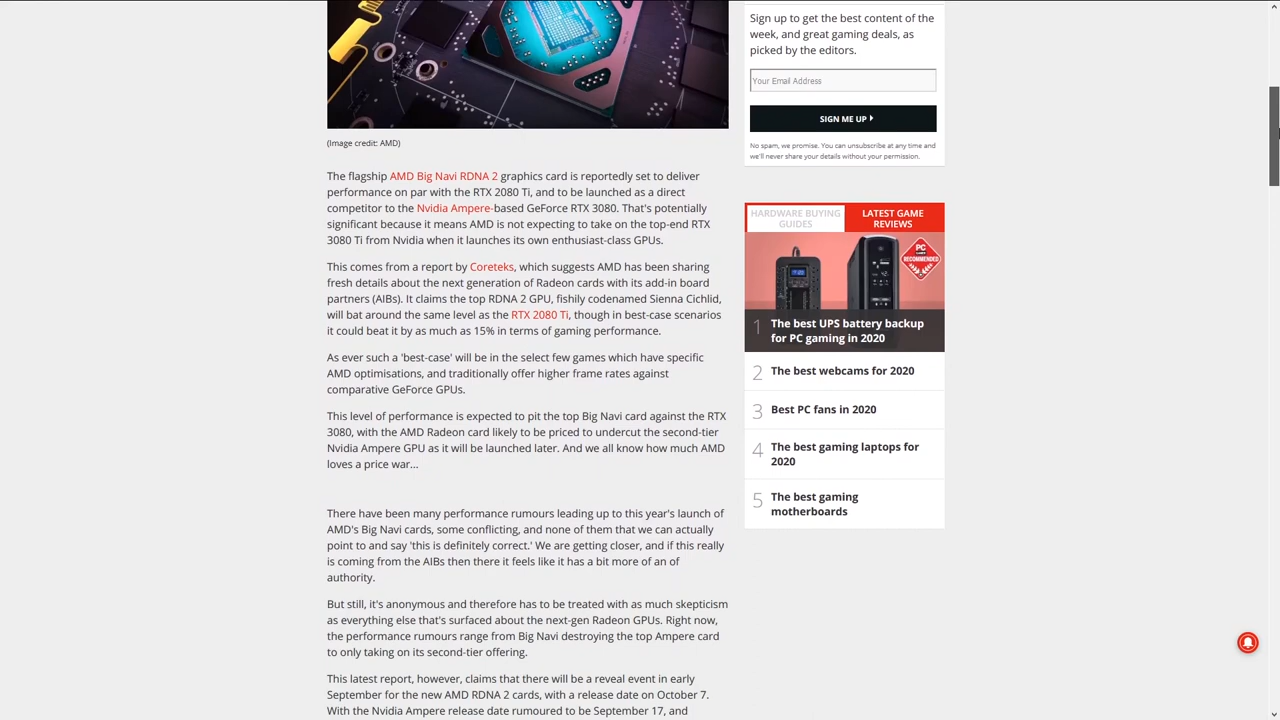 (Image credit: AMD)
The flagship AMD Big Navi RDNA 2 graphics card is reportedly set to deliver
performance on par with the RTX 2080 Ti, and to be launched as a direct
competitor to the Nvidia Ampere-based GeForce RTX 3080. That's potentially
significant because it means AMD is not expecting to take on the top-end RTX
3080 Ti from Nvidia when it launches its own enthusiast-class GPUs.
This comes from a report by Coreteks, which suggests AMD has been sharing
fresh details about the next generation of Radeon cards with its add-in board
partners (AIBs). It claims the top RDNA 2 GPU, fishily codenamed Sienna Cichlid,
will bat around the same level as the RTX 2080 Ti, though in best-case scenarios
it could beat it by as much as 15% in terms of gaming performance.
As ever such a 'best-case' will be in the select few games which have specific
AMD optimisations, and traditionally offer higher frame rates against
comparative GeForce GPUs.
This level of performance is expected to pit the top Big Navi card against the RTX
3080, with the AMD Radeon card likely to be priced to undercut the second-tier
Nvidia Ampere GPU as it will be launched later. And we all know how much AMD
loves a price war...
There have been many performance rumours leading up to this year's launch of
AMD's Big Navi cards, some conflicting, and none of them that we can actually
point to and say 'this is definitely correct.' We are getting closer, and if this really
is coming from the AIBs then there it feels like it has a bit more of an of
authority.
But still, it's anonymous and therefore has to be treated with as much skepticism
as everything else that's surfaced about the next-gen Radeon GPUs. Right now,
the performance rumours range from Big Navi destroying the top Ampere card
to only taking on its second-tier offering.
This latest report, however, claims that there will be a reveal event in early
September for the new AMD RDNA 2 cards, with a release date on October 7.
With the Nvidia Ampere release date rumoured to be September 17, and
Sign up to get the best content of the
week, and great gaming deals, as
picked by the editors.
Your Email Address
SIGN ME UP
No spam, we promise. You can unsubscribe at any time and
we'll never share your details without your permission.
HARDWARE BUYING
GUIDES
LATEST GAME
REVIEWS
PC
RECOMMENDED
1 The best UPS battery backup
for PC gaming in 2020
2 The best webcams for 2020
3 Best PC fans in 2020
4 The best gaming laptops for
2020
5 The best gaming
motherboards